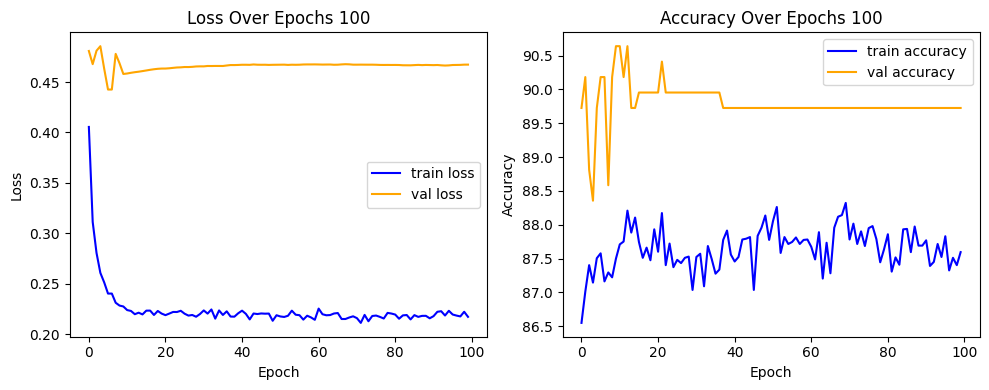 Loss Over Epochs 100
Loss
0.45
0.40
0.35
0.30
0.25
0.20
train loss
val loss
0 20 40 60 80 100
Epoch
Accuracy Over Epochs 100
Accuracy
90.5
90.0
89.5
89.0
88.5
88.0
87.5
87.0
86.5
train accuracy
val accuracy
0 20 40 60 80 100
Epoch